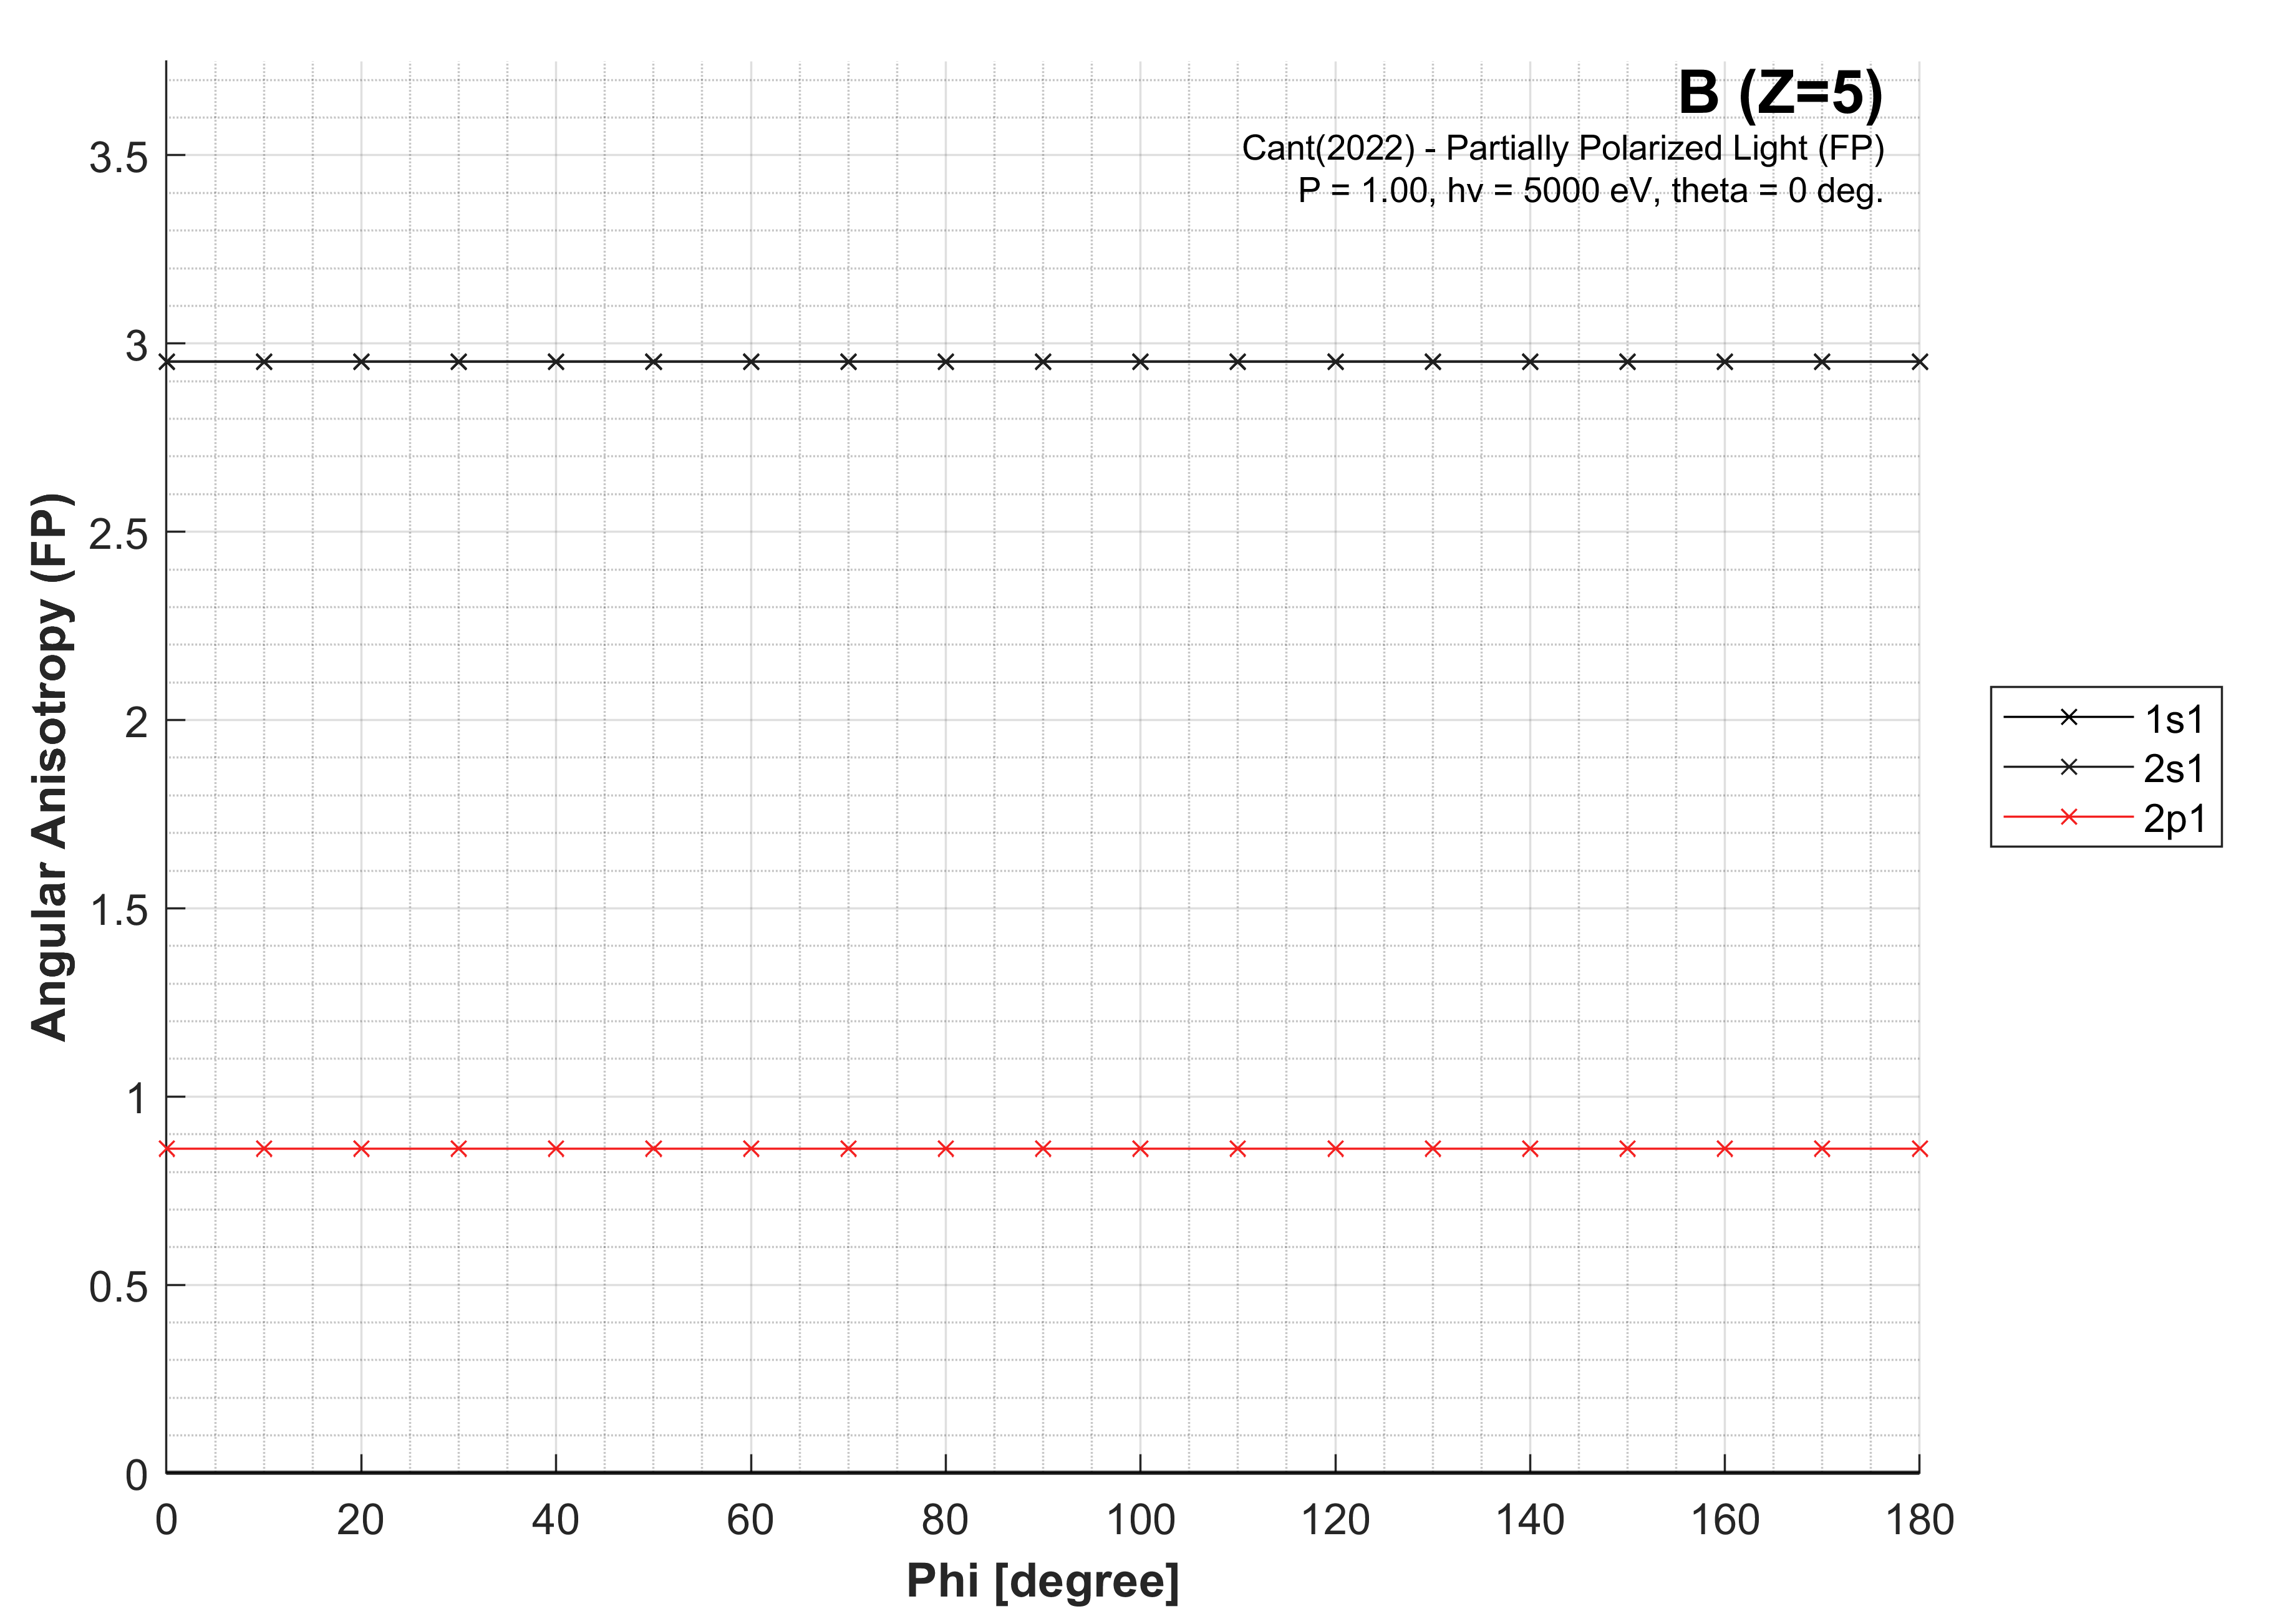 B (Z=5)
Cant(2022) - Partially Polarized Light (FP)
P = 1.00, hv = 5000 eV, theta = 0 deg.
Angular Anisotropy (FP)
3.5
3
2.5
2
1.5
1
0.5
0
0 20 40 60 80 100 120 140 160 180
Phi [degree]
1s1
2s1
2p1